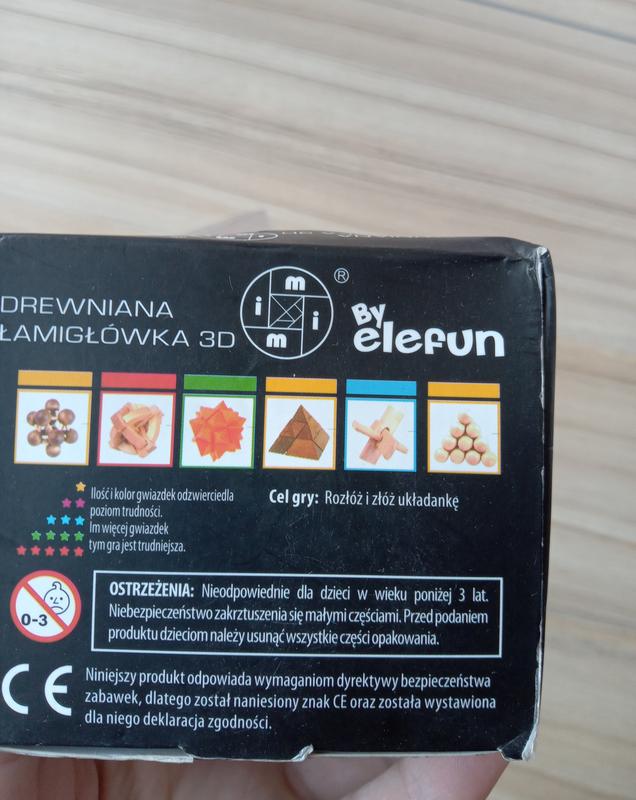 DREWNIANA
ŁAMIGŁÓWKA 3D
i m i m ®
By
elefun
Ilość i kolor gwiazdek odzwierciedla
poziom trudności.
Im więcej gwiazdek
tym gra jest trudniejsza.
Cel gry: Rozłóż i złóż układankę
0-3
OSTRZEŻENIA: Nieodpowiednie dla dzieci w wieku poniżej 3 lat.
Niebezpieczeństwo zakrztuszenia się małymi częściami. Przed podaniem
produktu dzieciom należy usunąć wszystkie części opakowania.
CE
Niniejszy produkt odpowiada wymaganiom dyrektywy bezpieczeństwa
zabawek, dlatego został naniesiony znak CE oraz została wystawiona
dla niego deklaracja zgodności.